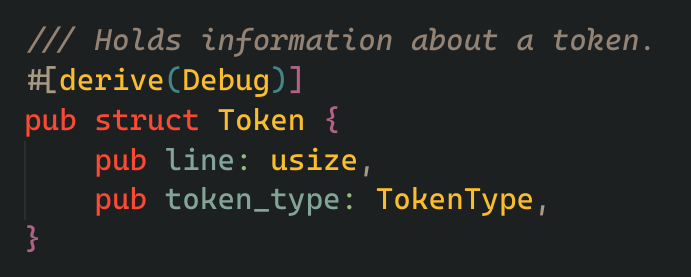 /// Holds information about a token.
#[derive(Debug)]
pub struct Token {
    pub line: usize,
    pub token_type: TokenType,
}